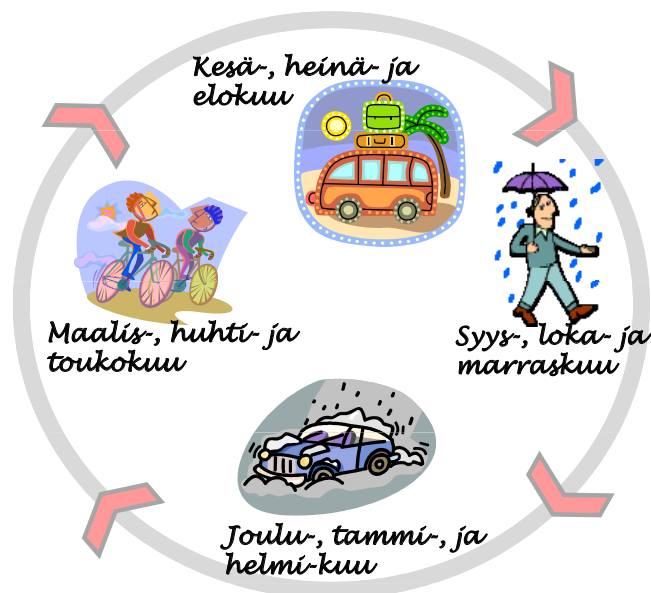 Kesä-, heinä- ja
elokuu
Maalis-, huhti- ja
toukokuu
Syys-, loka- ja
marraskuu
Joulu-, tammi-, ja
helmi-kuu